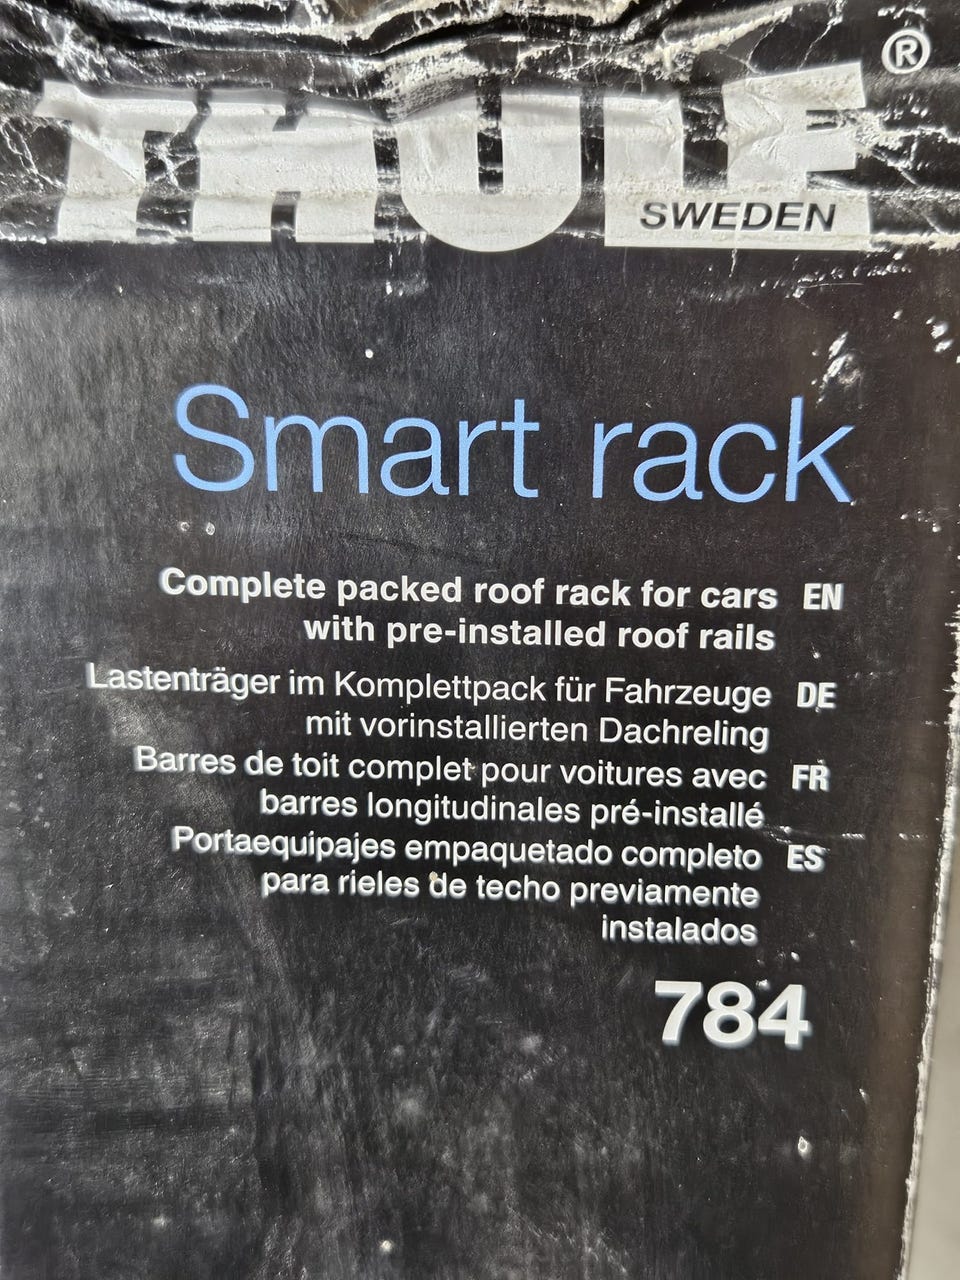 THULE®
SWEDEN
Smart rack
Complete packed roof rack for cars EN
with pre-installed roof rails
Lastenträger im Komplettpack für Fahrzeuge DE
mit vorinstallierten Dachreling
Barres de toit complet pour voitures avec FR
barres longitudinales pré-installé
Portaequipajes empaquetado completo ES
para rieles de techo previamente
instalados
784